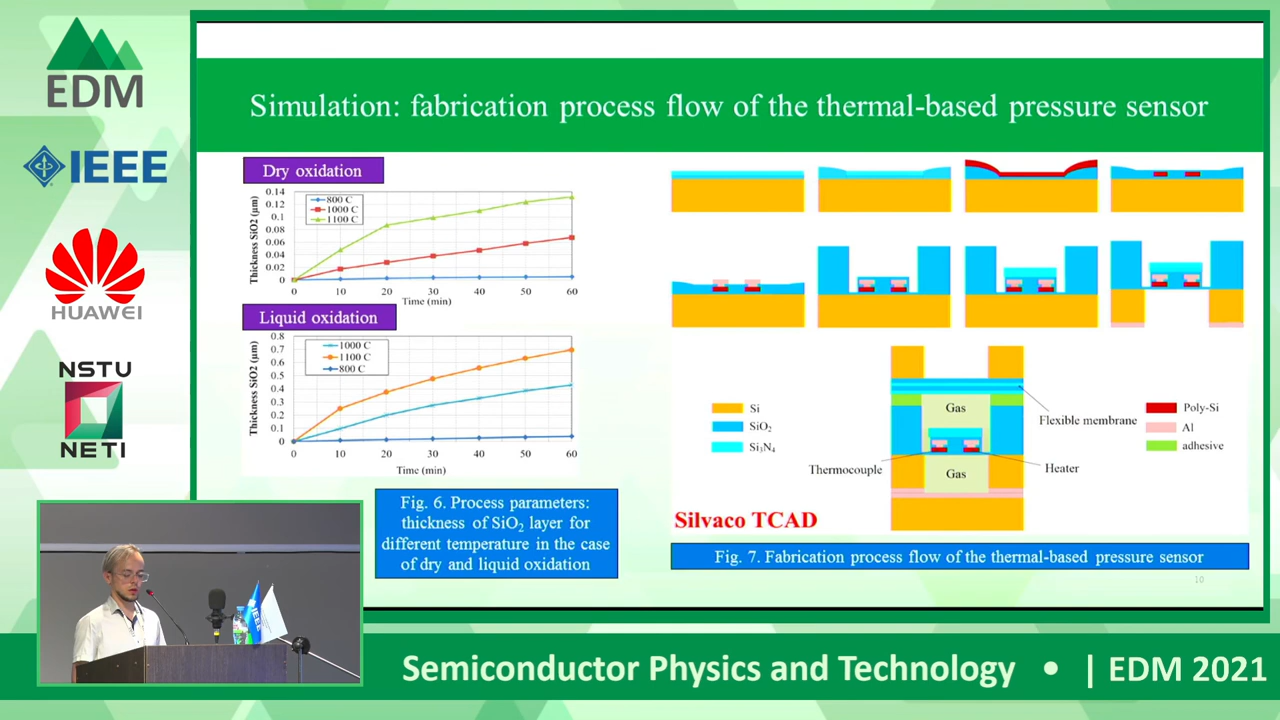 EDM
IEEE
HUAWEI
NSTU
NETI
Simulation: fabrication process flow of the thermal-based pressure sensor
Dry oxidation
Thickness SiO2 (µm)
0.14
0.12
0.1
0.08
0.06
0.04
0.02
0
800 C
1000 C
1100 C
0 10 20 30 40 50 60
Time (min)
Liquid oxidation
Thickness SiO2 (µm)
0.8
0.7
0.6
0.5
0.4
0.3
0.2
0.1
0
1000 C
1100 C
800 C
0 10 20 30 40 50 60
Time (min)
Fig. 6. Process parameters:
thickness of SiO₂ layer for
different temperature in the case
of dry and liquid oxidation
Si
SiO₂
Si₃N₄
Gas
Gas
Flexible membrane
Thermocouple
Heater
Poly-Si
Al
adhesive
Silvaco TCAD
Fig. 7. Fabrication process flow of the thermal-based pressure sensor
10
IEEE
Semiconductor Physics and Technology • | EDM 2021